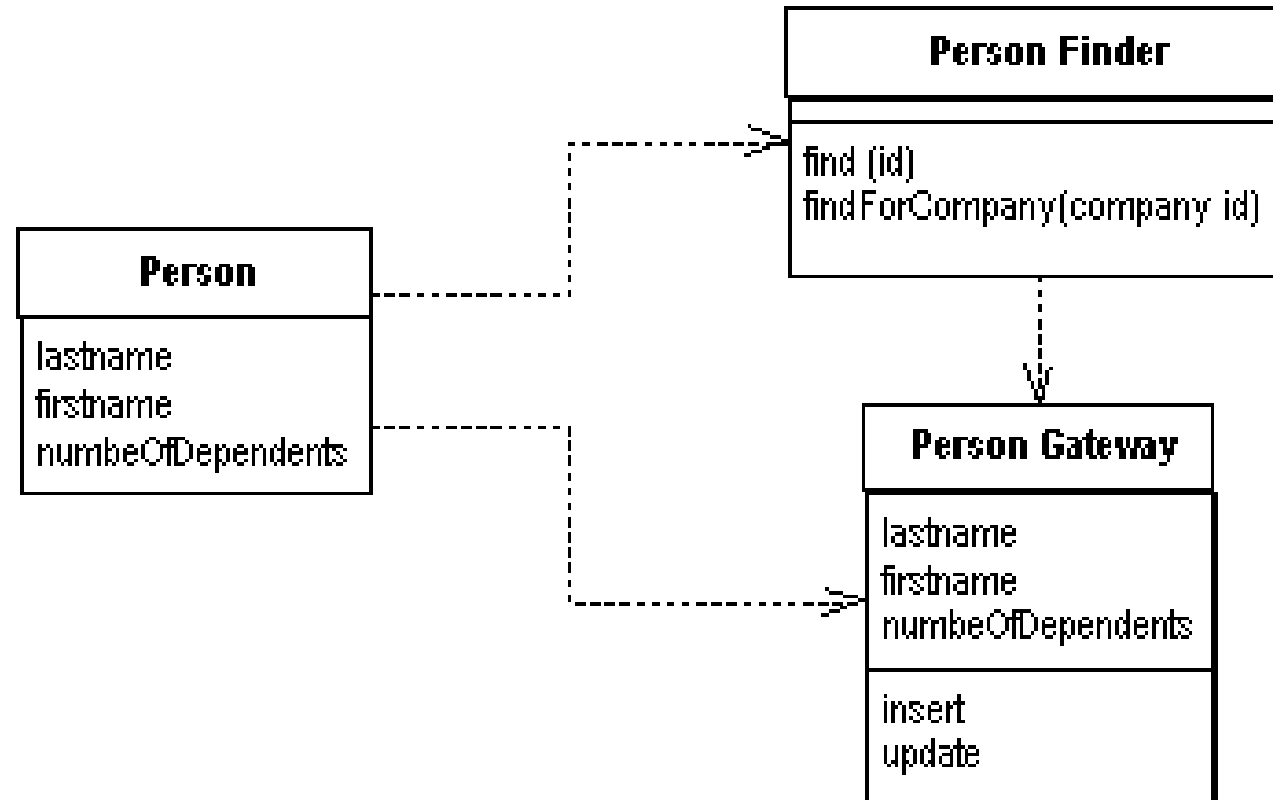 Person Finder
find (id)
findForCompany(company id)
Person
lastname
firstname
numbeOfDependents
Person Gateway
lastname
firstname
numbeOfDependents
insert
update